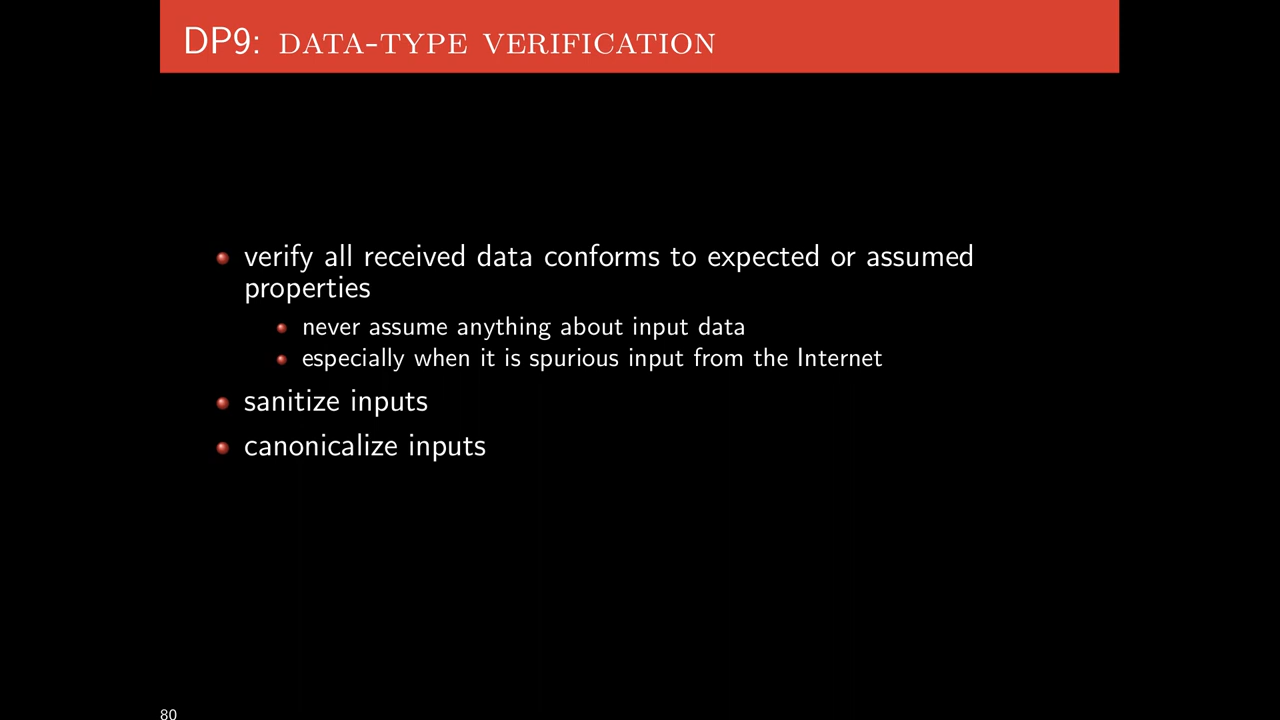 DP9: DATA-TYPE VERIFICATION
verify all received data conforms to expected or assumed
properties
never assume anything about input data
especially when it is spurious input from the Internet
sanitize inputs
canonicalize inputs
80